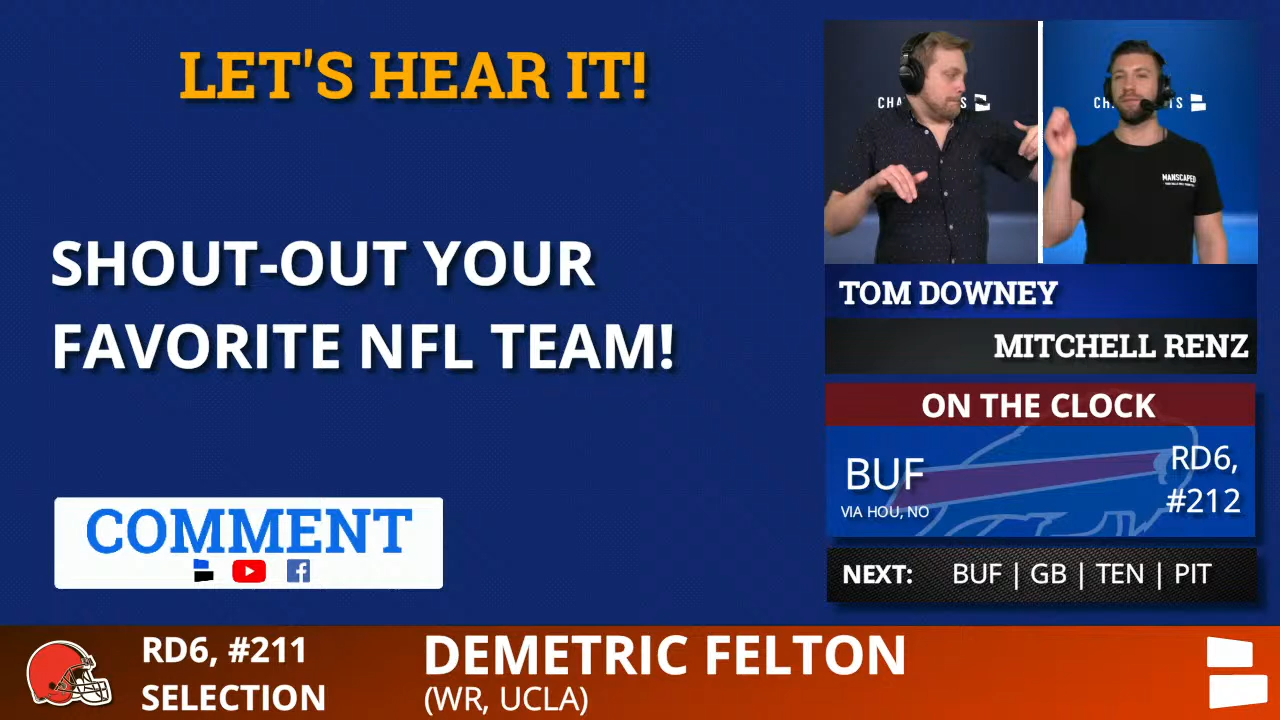 LET'S HEAR IT!
SHOUT-OUT YOUR
FAVORITE NFL TEAM!
COMMENT
MANSCAPED
TOM DOWNEY
MITCHELL RENZ
ON THE CLOCK
BUF
VIA HOU, NO
RD6,
#212
NEXT: BUF | GB | TEN | PIT
RD6, #211
SELECTION
DEMETRIC FELTON
(WR, UCLA)